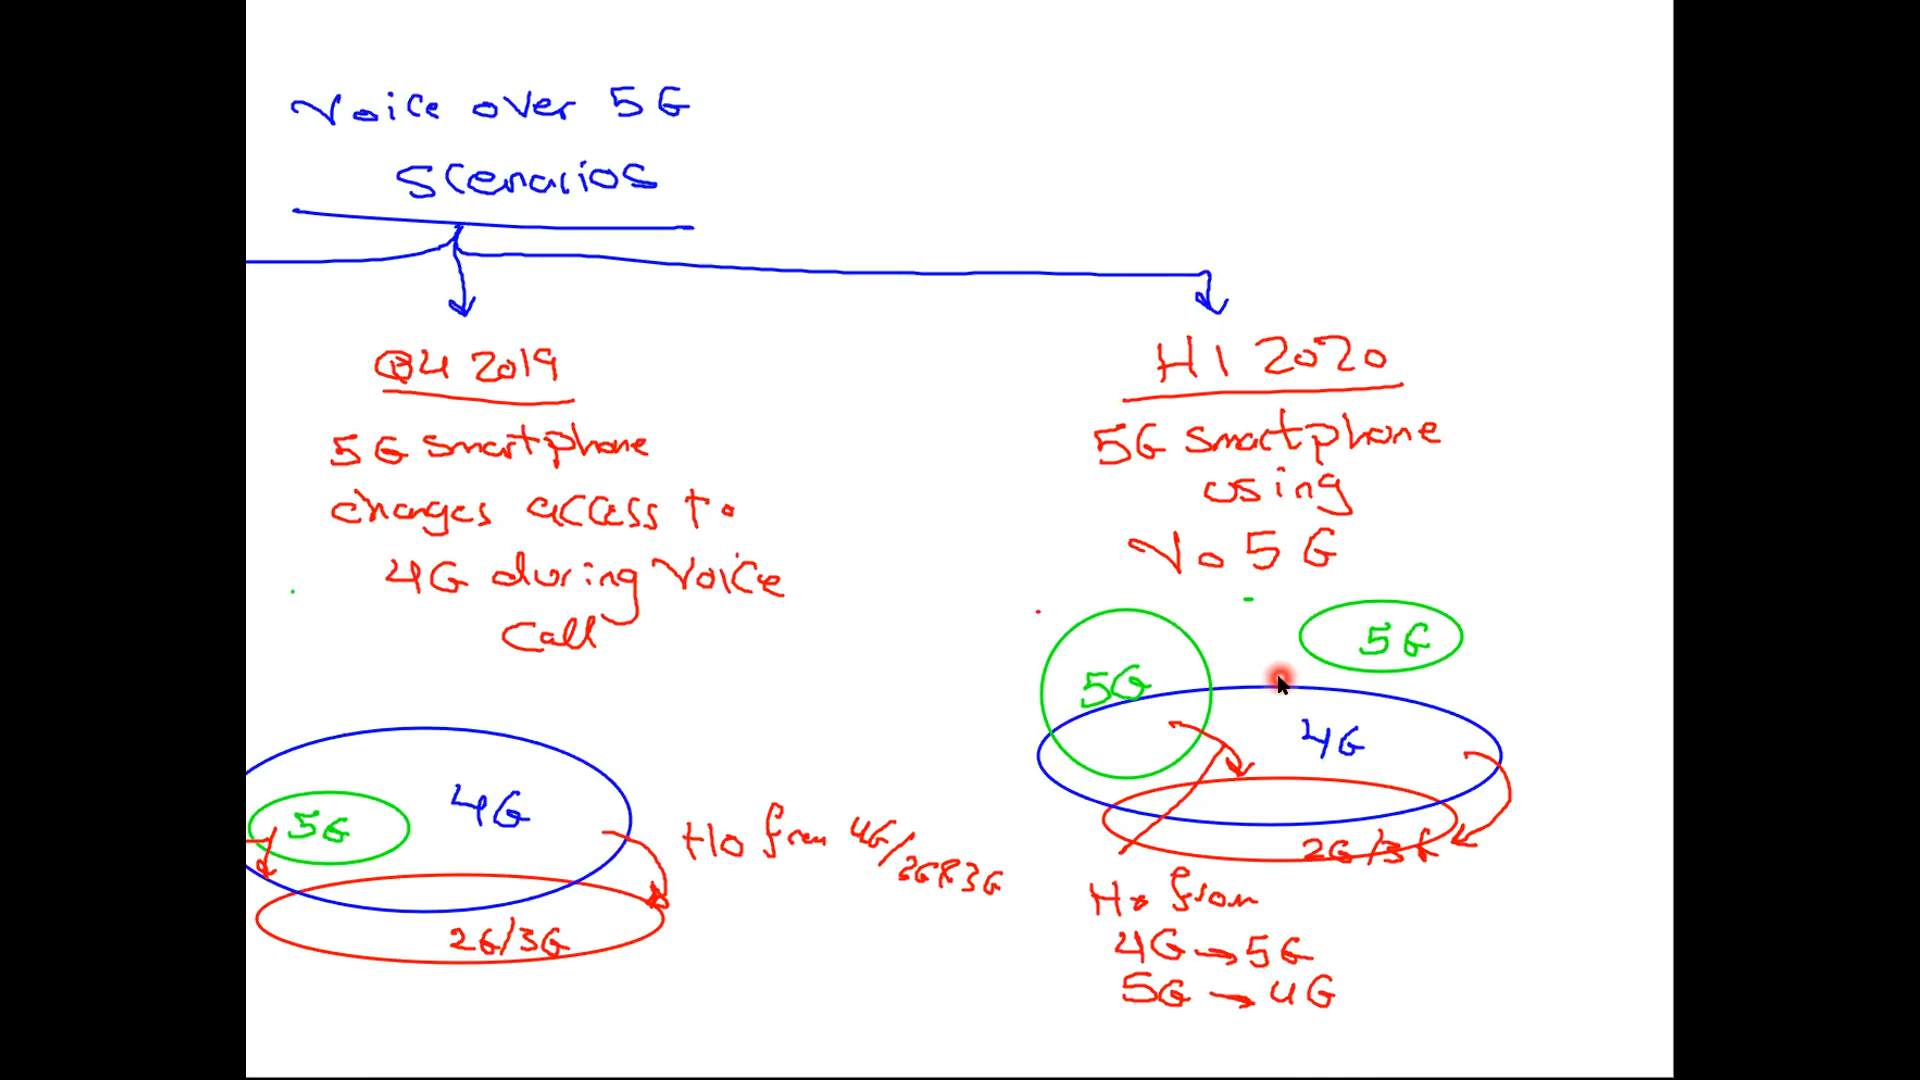 Voice over 5G
Scenarios
Q4 2019
5G smartphone
changes access to
4G during Voice
Call
5G
4G
2G/3G
HO from 4G/2G&3G
H1 2020
5G smartphone
using
Vo5G
5G
5G
4G
2G/3G
Ho from
4G→5G
5G→4G